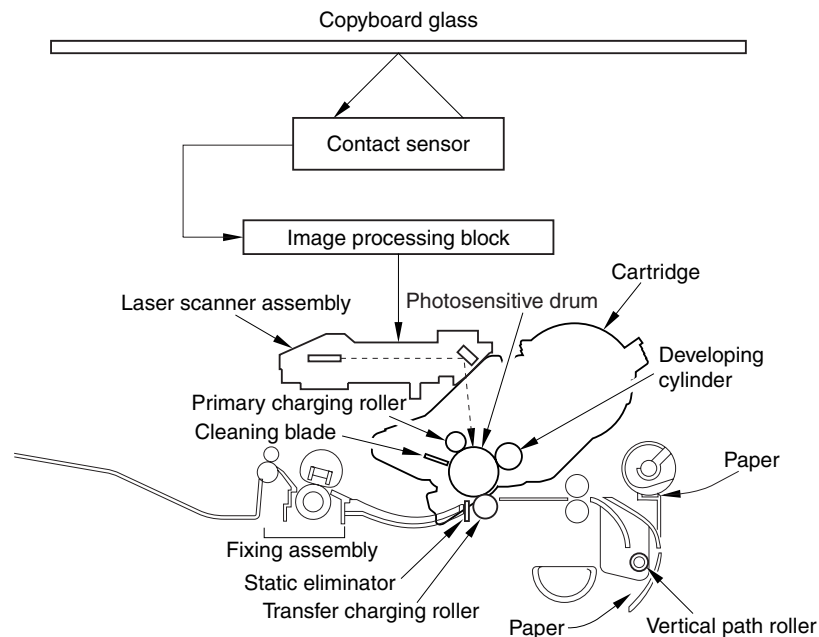 Copyboard glass
Contact sensor
Image processing block
Cartridge
Laser scanner assembly
Photosensitive drum
Developing
cylinder
Primary charging roller
Cleaning blade
Paper
Fixing assembly
Static eliminator
Transfer charging roller
Paper
Vertical path roller